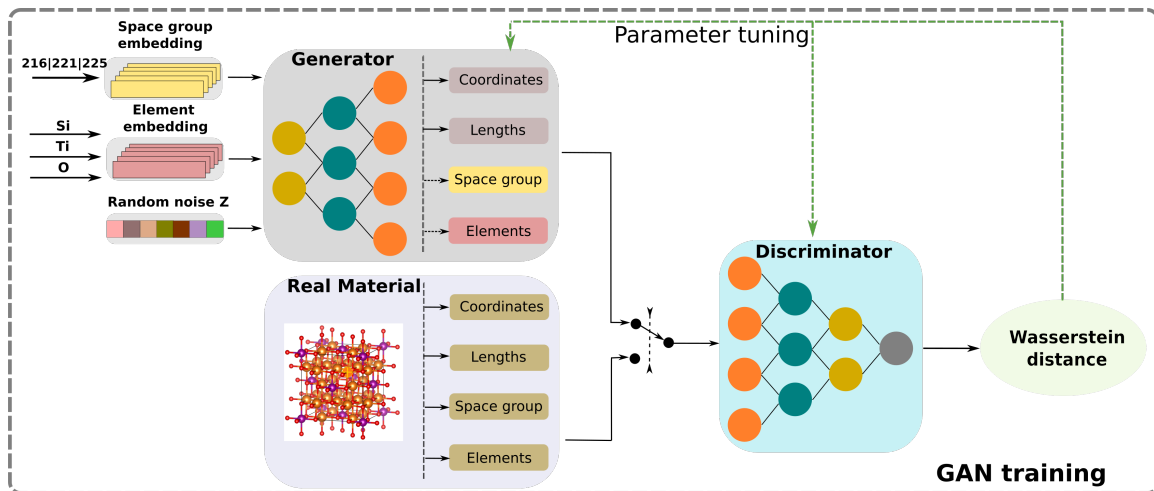 Space group
embedding
216|221|225
Element
embedding
Si
Ti
O
Random noise Z
Generator
Coordinates
Lengths
Space group
Elements
Parameter tuning
Real Material
Coordinates
Lengths
Space group
Elements
Discriminator
Wasserstein
distance
GAN training